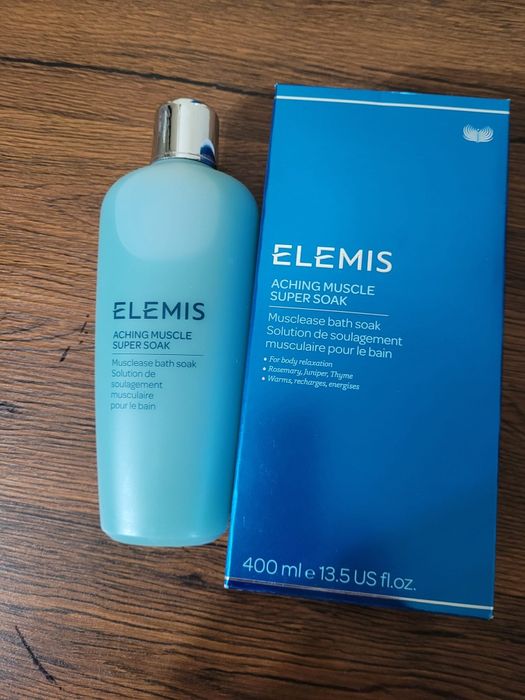 ELEMIS
ACHING MUSCLE
SUPER SOAK
Musclease bath soak
Solution de
soulagement
musculaire
pour le bain
ELEMIS
ACHING MUSCLE
SUPER SOAK
Musclease bath soak
Solution de soulagement
musculaire pour le bain
• For body relaxation
• Rosemary, Juniper, Thyme
• Warms, recharges, energises
400 ml e 13.5 US fl.oz.